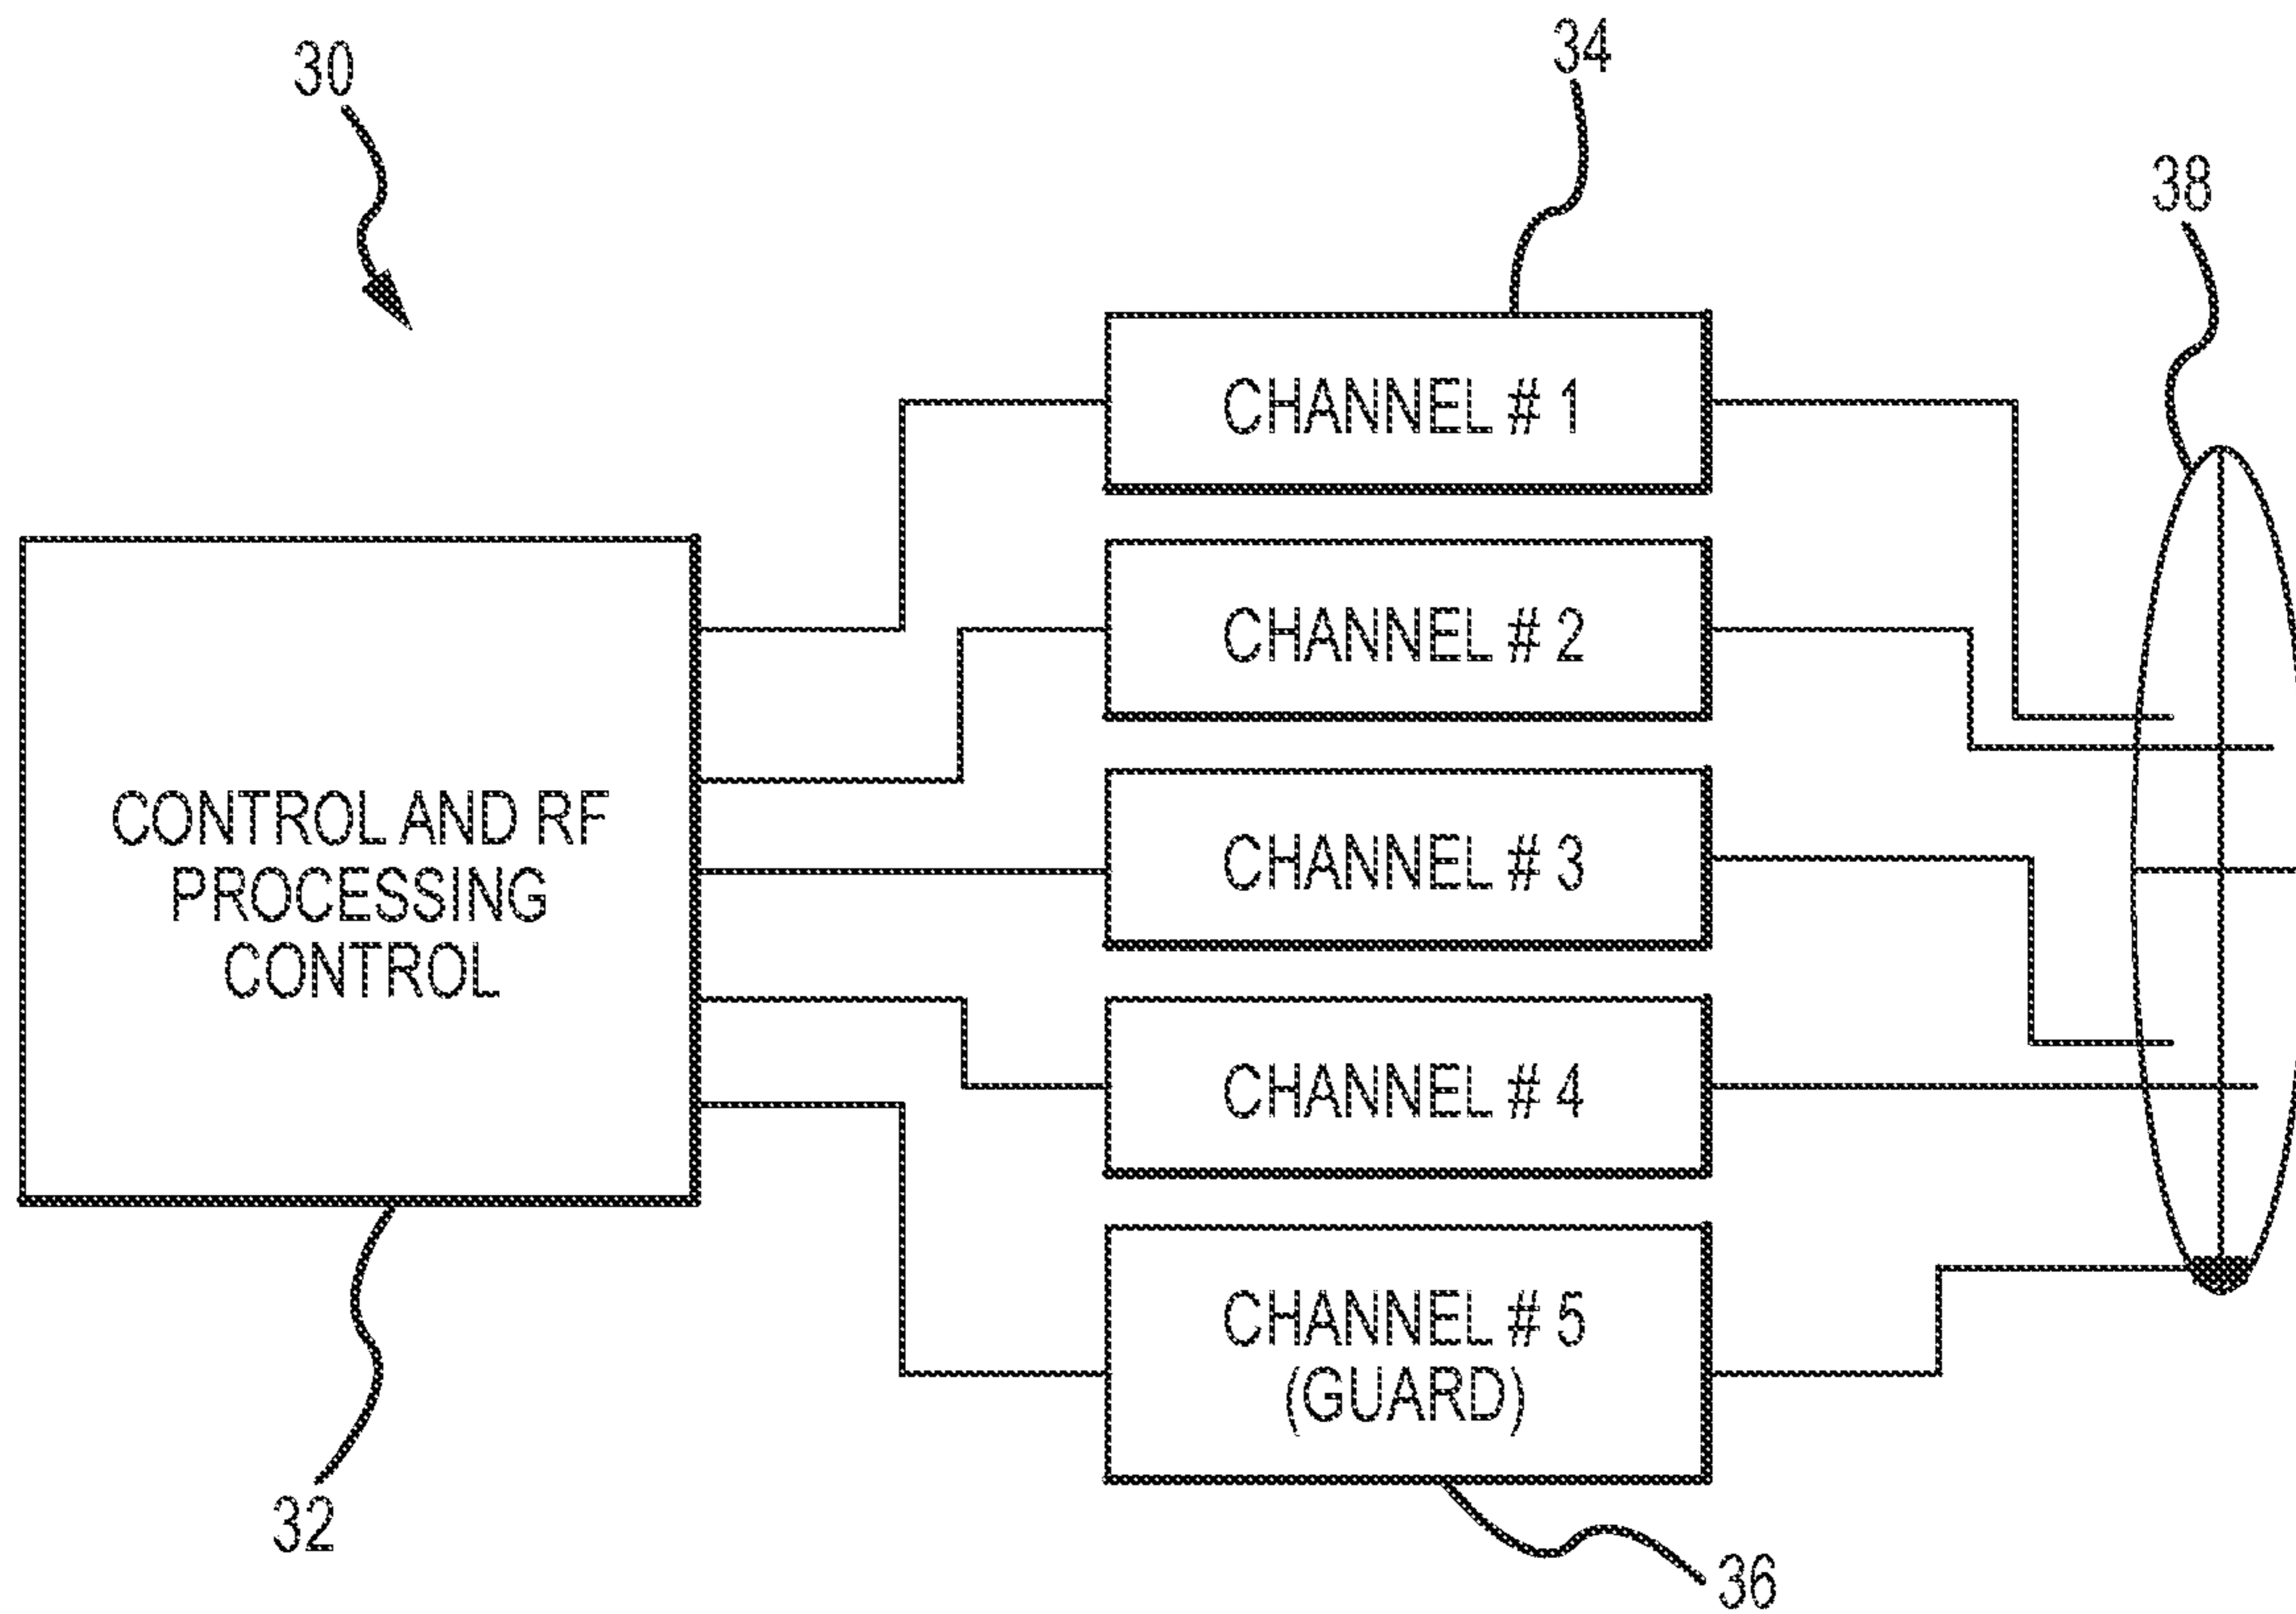 30
34
38
CHANNEL # 1
CHANNEL # 2
CONTROL AND RF
PROCESSING
CONTROL
CHANNEL # 3
CHANNEL # 4
CHANNEL # 5
(GUARD)
32
36